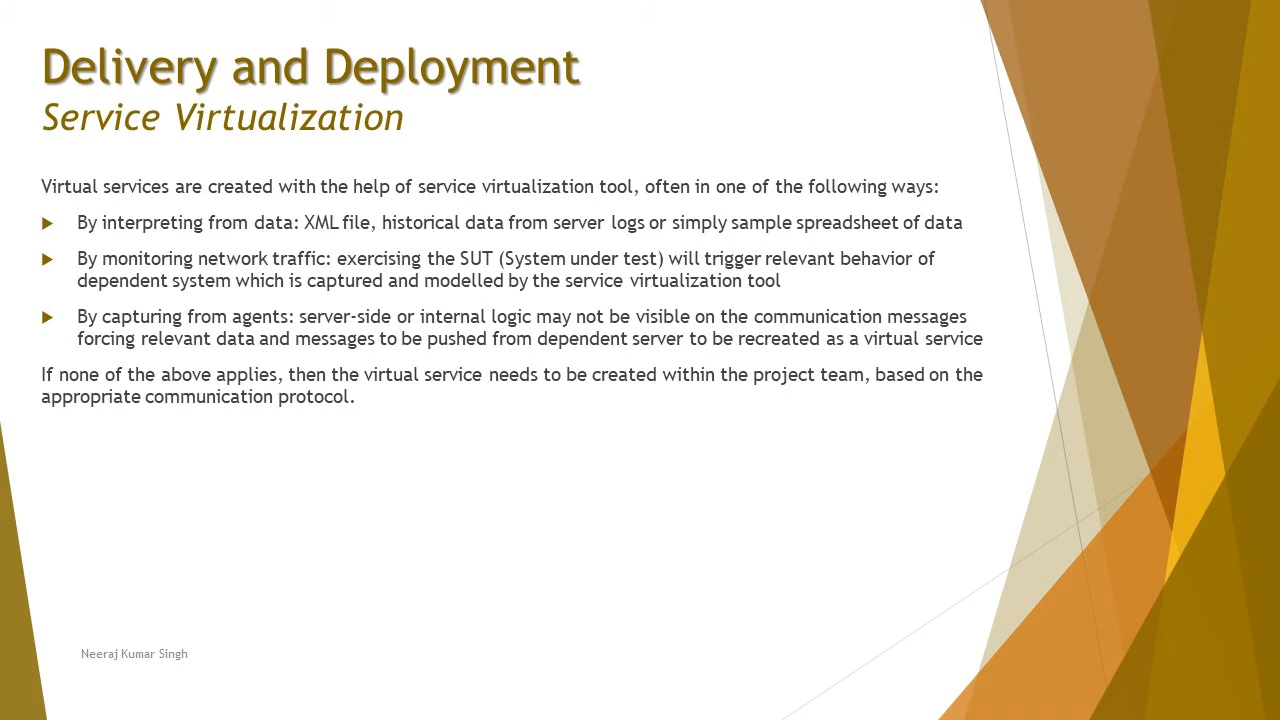 Delivery and Deployment
Service Virtualization
Virtual services are created with the help of service virtualization tool, often in one of the following ways:
By interpreting from data: XML file, historical data from server logs or simply sample spreadsheet of data
By monitoring network traffic: exercising the SUT (System under test) will trigger relevant behavior of
dependent system which is captured and modelled by the service virtualization tool
By capturing from agents: server-side or internal logic may not be visible on the communication messages
forcing relevant data and messages to be pushed from dependent server to be recreated as a virtual service
If none of the above applies, then the virtual service needs to be created within the project team, based on the
appropriate communication protocol.
Neeraj Kumar Singh